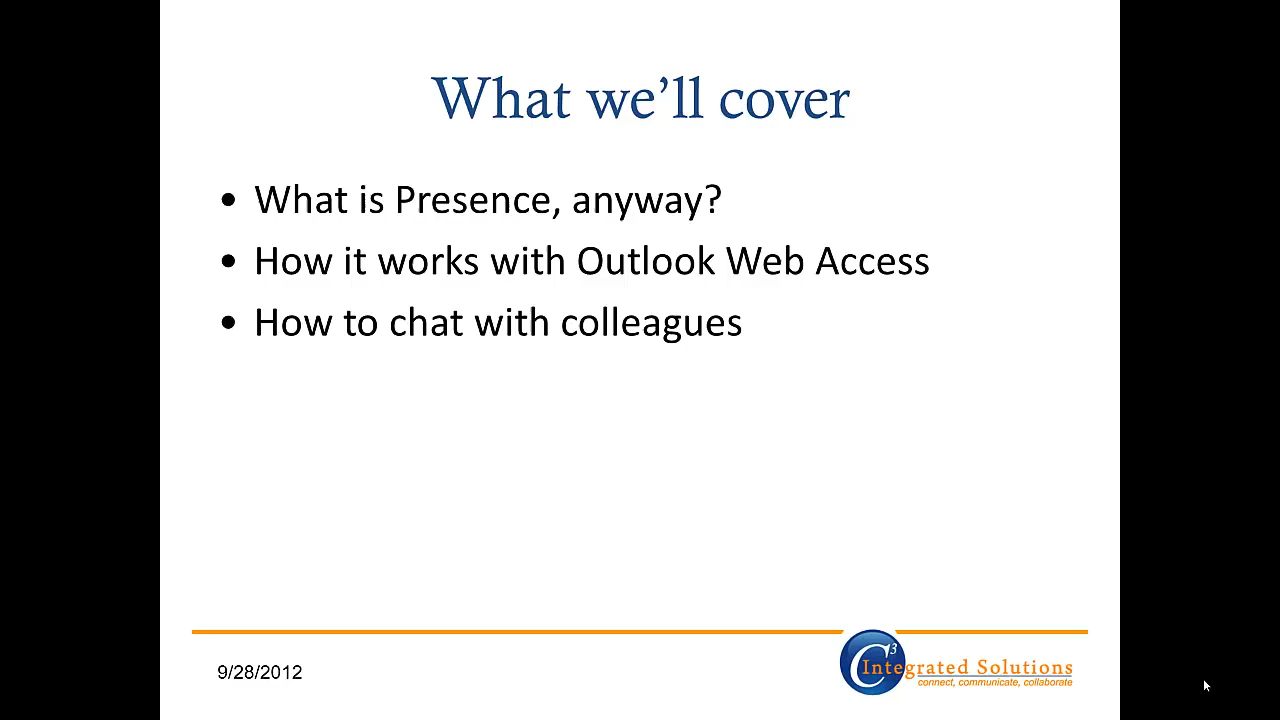 What we’ll cover
• What is Presence, anyway?
• How it works with Outlook Web Access
• How to chat with colleagues
9/28/2012
C3 Integrated Solutions
connect, communicate, collaborate